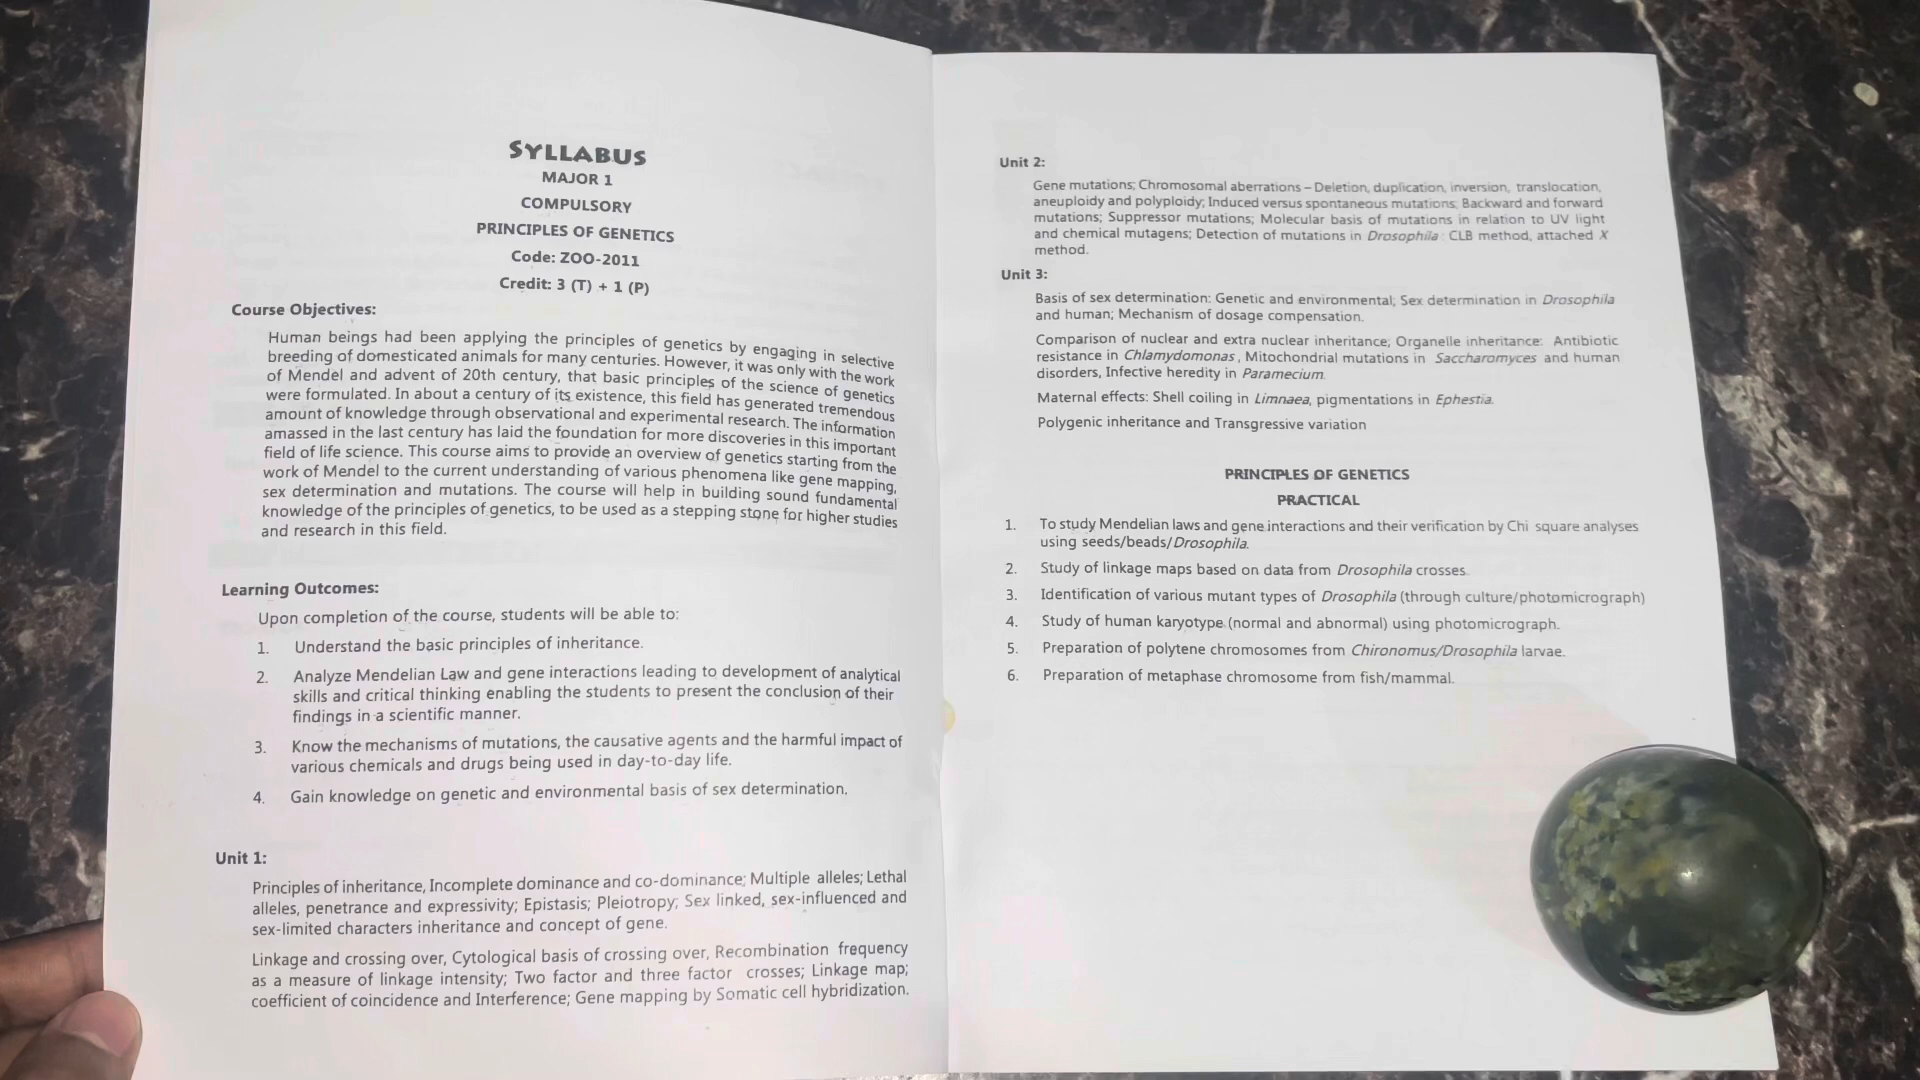 SYLLABUS
MAJOR 1
COMPULSORY
PRINCIPLES OF GENETICS
Code: ZOO-2011
Credit: 3 (T) + 1 (P)
Course Objectives:
Human beings had been applying the principles of genetics by engaging in selective
breeding of domesticated animals for many centuries. However, it was only with the work
of Mendel and advent of 20th century, that basic principles of the science of genetics
were formulated. In about a century of its existence, this field has generated tremendous
amount of knowledge through observational and experimental research. The information
amassed in the last century has laid the foundation for more discoveries in this important
field of life science. This course aims to provide an overview of genetics starting from the
work of Mendel to the current understanding of various phenomena like gene mapping,
sex determination and mutations. The course will help in building sound fundamental
knowledge of the principles of genetics, to be used as a stepping stone for higher studies
and research in this field.
Learning Outcomes:
Upon completion of the course, students will be able to:
1. Understand the basic principles of inheritance.
2. Analyze Mendelian Law and gene interactions leading to development of analytical
skills and critical thinking enabling the students to present the conclusion of their
findings in a scientific manner.
3. Know the mechanisms of mutations, the causative agents and the harmful impact of
various chemicals and drugs being used in day-to-day life.
4. Gain knowledge on genetic and environmental basis of sex determination.
Unit 1:
Principles of inheritance, Incomplete dominance and co-dominance; Multiple alleles; Lethal
alleles, penetrance and expressivity; Epistasis; Pleiotropy; Sex linked, sex-influenced and
sex-limited characters inheritance and concept of gene.
Linkage and crossing over, Cytological basis of crossing over, Recombination frequency
as a measure of linkage intensity; Two factor and three factor crosses; Linkage map;
coefficient of coincidence and Interference; Gene mapping by Somatic cell hybridization.
Unit 2:
Gene mutations; Chromosomal aberrations – Deletion, duplication, inversion, translocation,
aneuploidy and polyploidy; Induced versus spontaneous mutations; Backward and forward
mutations; Suppressor mutations; Molecular basis of mutations in relation to UV light
and chemical mutagens; Detection of mutations in Drosophila : CLB method, attached X
method.
Unit 3:
Basis of sex determination: Genetic and environmental; Sex determination in Drosophila
and human; Mechanism of dosage compensation.
Comparison of nuclear and extra nuclear inheritance; Organelle inheritance: Antibiotic
resistance in Chlamydomonas, Mitochondrial mutations in Saccharomyces and human
disorders, Infective heredity in Paramecium.
Maternal effects: Shell coiling in Limnaea, pigmentations in Ephestia.
Polygenic inheritance and Transgressive variation
PRINCIPLES OF GENETICS
PRACTICAL
1. To study Mendelian laws and gene interactions and their verification by Chi square analyses
using seeds/beads/Drosophila.
2. Study of linkage maps based on data from Drosophila crosses.
3. Identification of various mutant types of Drosophila (through culture/photomicrograph)
4. Study of human karyotype (normal and abnormal) using photomicrograph.
5. Preparation of polytene chromosomes from Chironomus/Drosophila larvae.
6. Preparation of metaphase chromosome from fish/mammal.